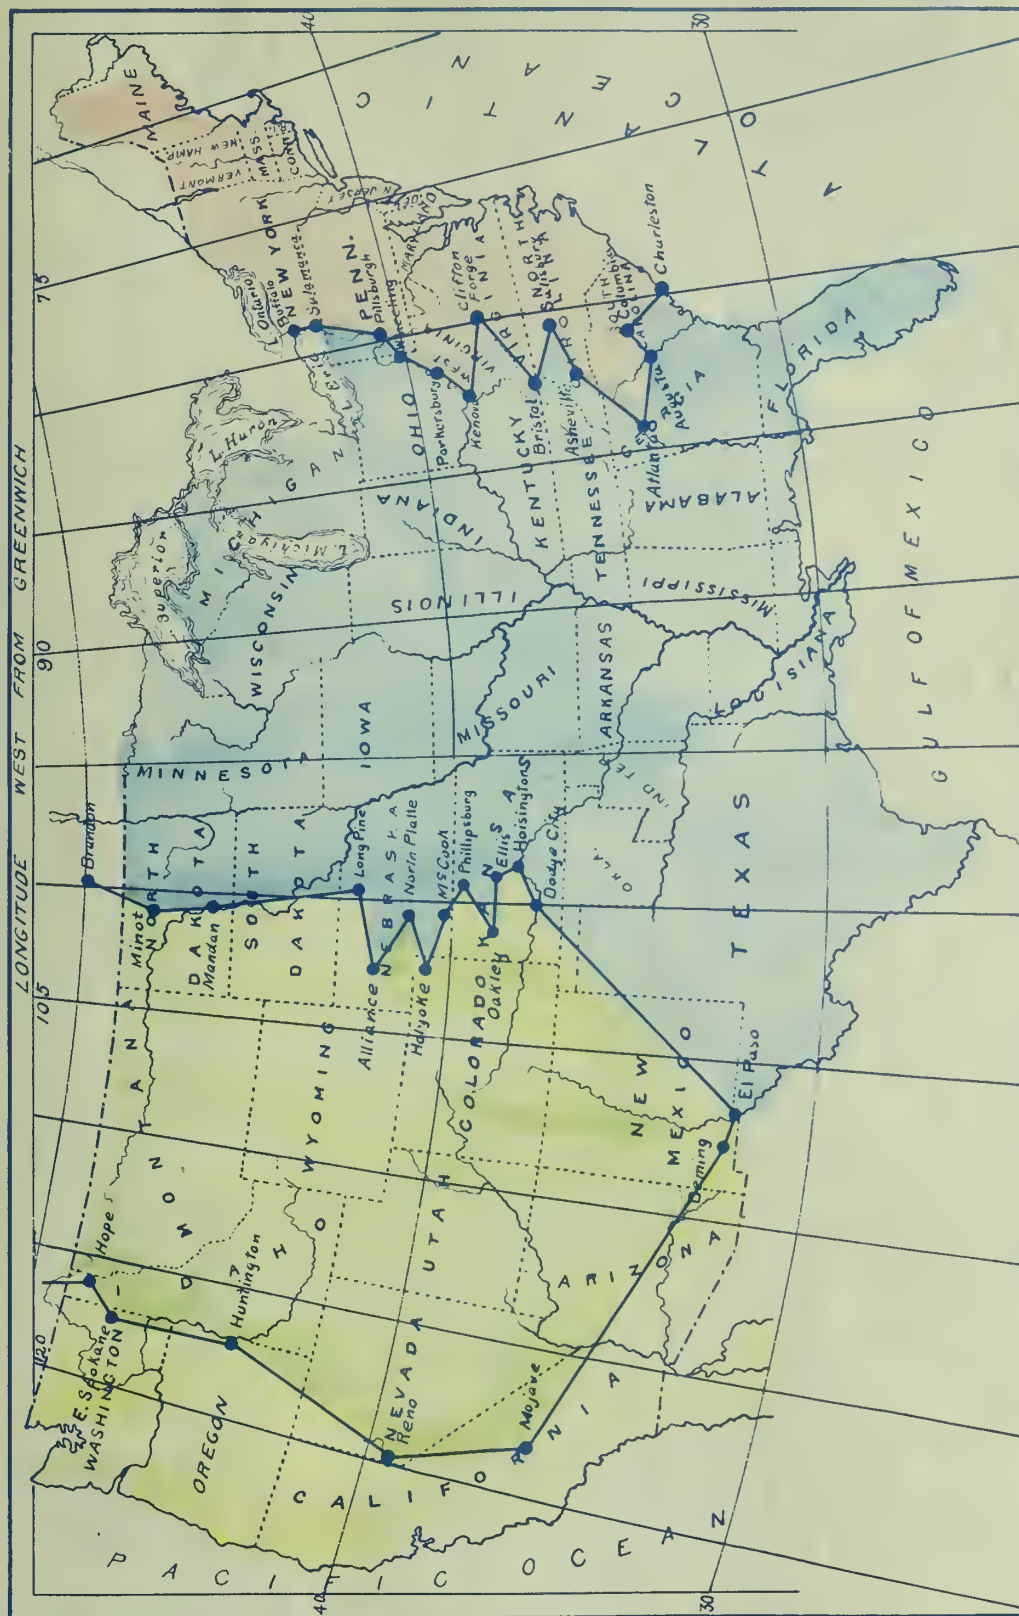 LONGITUDE WEST FROM GREENWICH
120
105
90
75
40
30
40
30
PACIFIC OCEAN
ATLANTIC OCEAN
GULF OF MEXICO
WASHINGTON
OREGON
CALIFORNIA
NEVADA
IDAHO
MONTANA
WYOMING
UTAH
COLORADO
ARIZONA
NEW MEXICO
NORTH DAKOTA
SOUTH DAKOTA
NEBRASKA
KANSAS
OKLA.
IND TER
TEXAS
MINNESOTA
IOWA
MISSOURI
ARKANSAS
LOUISIANA
WISCONSIN
ILLINOIS
MICHIGAN
INDIANA
OHIO
KENTUCKY
TENNESSEE
MISSISSIPPI
ALABAMA
GEORGIA
FLORIDA
SOUTH CAROLINA
NORTH CAROLINA
VIRGINIA
WEST VIRGINIA
MARYLAND
DEL
N JERSEY
PENN.
NEW YORK
CONN
MASS.
VERMONT
NEW HAMP
MAINE
Superior
L. Michigan
L. Huron
L. Erie
Ontario
Hope
E. Spokane
Huntington
Reno
Mojave
Deming
El Paso
Brandon
Minot
Mandan
Long Pine
Alliance
North Platte
McCook
Holyoke
Phillipsburg
Oakley
Ellis
Hoisington
Dodge City
Buffalo
Salamanca
Pittsburgh
Wheeling
Parkersburg
Kenova
Clifton Forge
Bristol
Salisbury
Asheville
Atlanta
Augusta
Columbia
Charleston